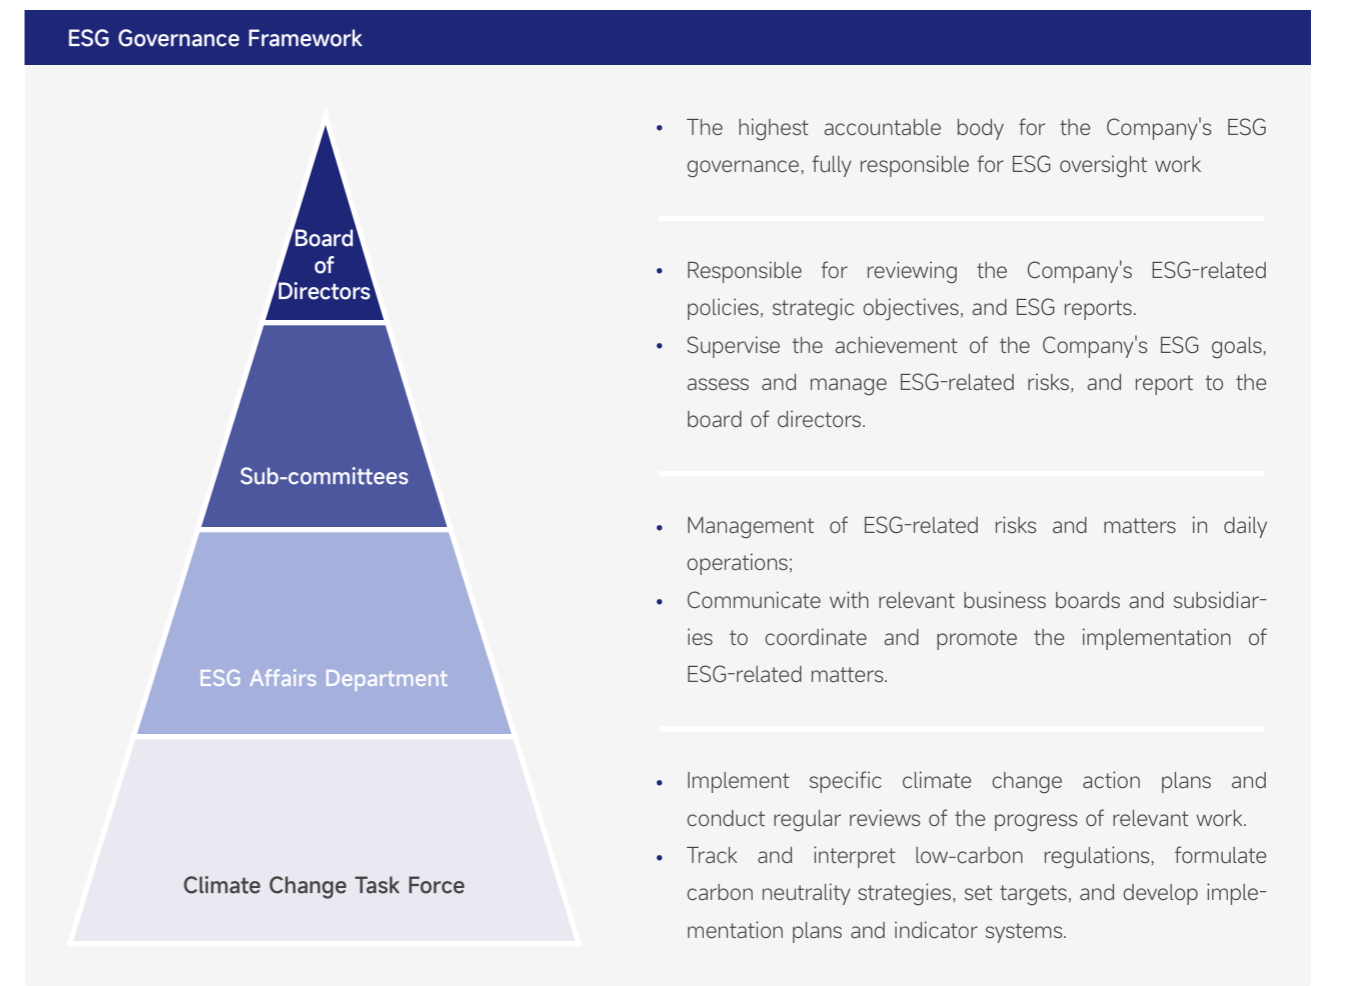 ESG Governance Framework
Board
of
Directors
• The highest accountable body for the Company's ESG
governance, fully responsible for ESG oversight work
Sub-committees
• Responsible for reviewing the Company's ESG-related
policies, strategic objectives, and ESG reports.
• Supervise the achievement of the Company's ESG goals,
assess and manage ESG-related risks, and report to the
board of directors.
ESG Affairs Department
• Management of ESG-related risks and matters in daily
operations;
• Communicate with relevant business boards and subsidiar-
ies to coordinate and promote the implementation of
ESG-related matters.
Climate Change Task Force
• Implement specific climate change action plans and
conduct regular reviews of the progress of relevant work.
• Track and interpret low-carbon regulations, formulate
carbon neutrality strategies, set targets, and develop imple-
mentation plans and indicator systems.